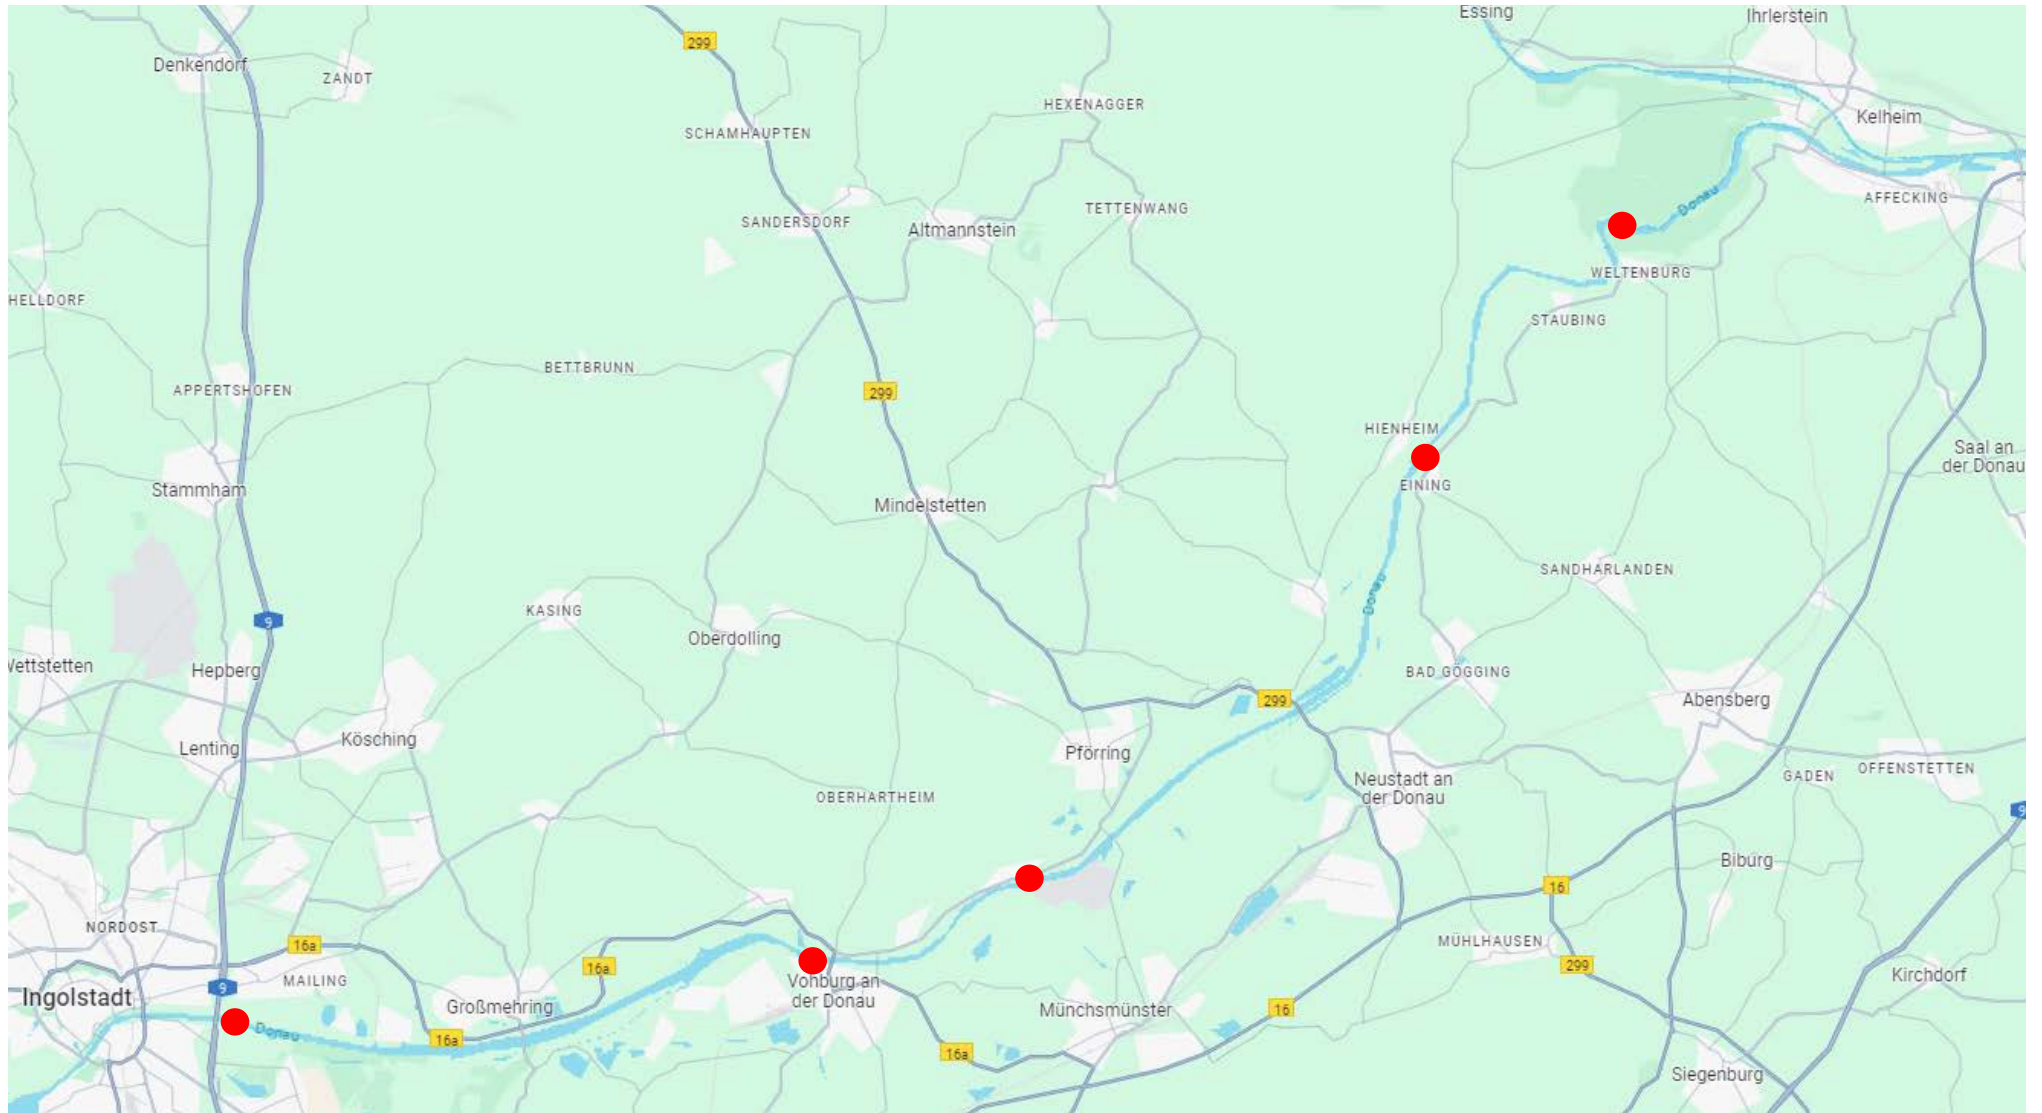 Essing
Ihrlerstein
299
Denkendorf
ZANDT
HEXENAGGER
Kelheim
SCHAMHAUPTEN
Donau
AFFECKING
TETTENWANG
SANDERSDORF
Altmannstein
WELTENBURG
HELLDORF
STAUBING
BETTBRUNN
APPERTSHOFEN
299
HIENHEIM
Saal an
der Donau
EINING
Stammham
Mindelstetten
SANDHARLANDEN
Donau
KASING
9
Oberdolling
Wettstetten
Hepberg
BAD GÖGGING
299
Abensberg
Lenting
Kösching
Pförring
Neustadt an
der Donau
GADEN
OFFENSTETTEN
OBERHARTHEIM
9
Biburg
16
NORDOST
16a
MÜHLHAUSEN
299
16a
Kirchdorf
MAILING
9
Ingolstadt
Großmehring
Vohburg an
der Donau
Münchsmünster
16
Donau
16a
16a
Siegenburg